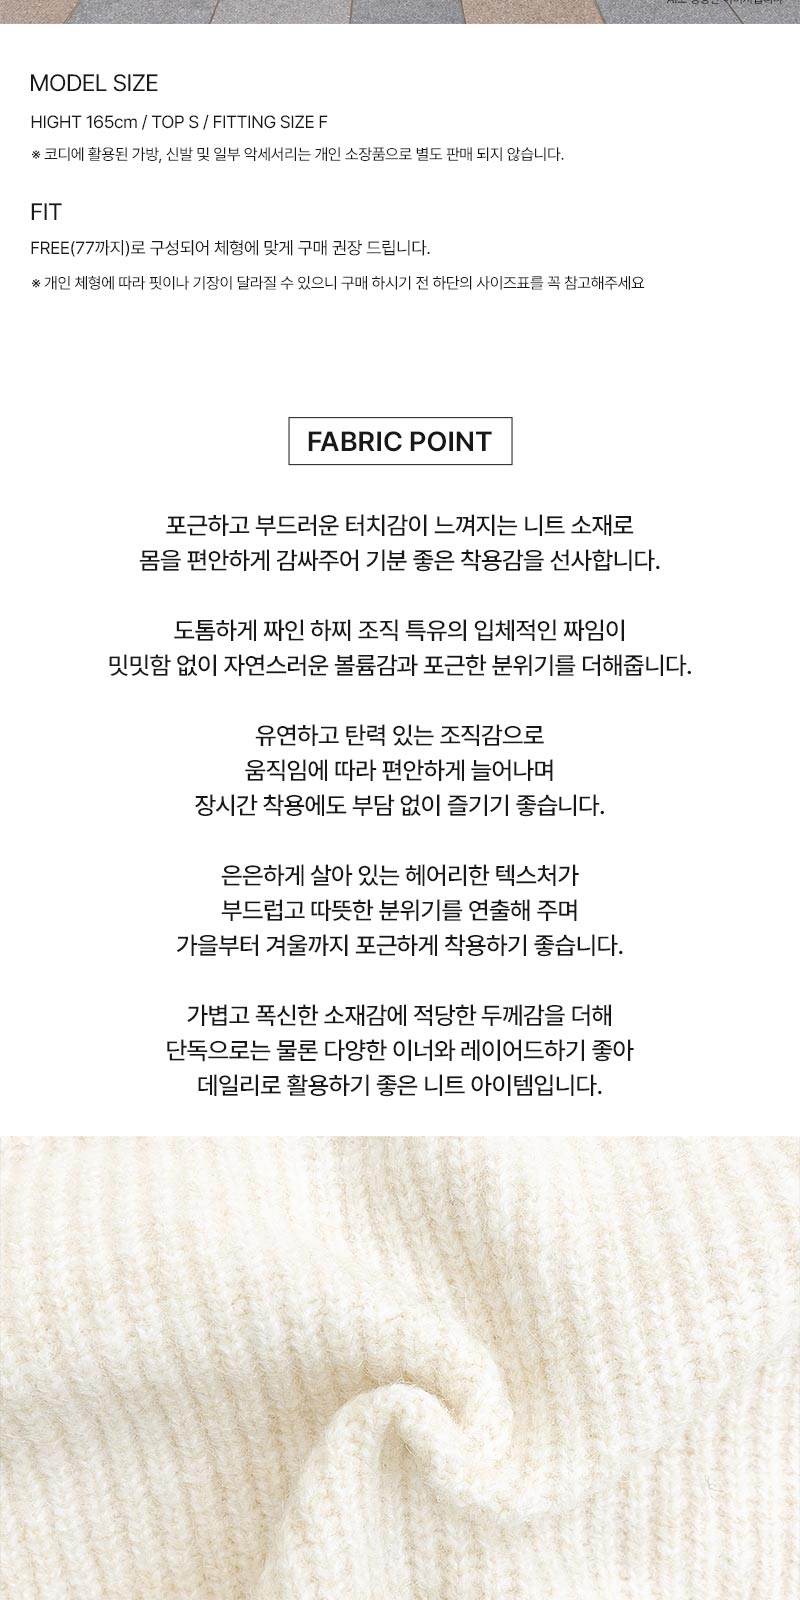 MODEL SIZE
HIGHT 165cm / TOP S / FITTING SIZE F
※ 코디에 활용된 가방, 신발 및 일부 악세서리는 개인 소장품으로 별도 판매 되지 않습니다.
FIT
FREE(77까지)로 구성되어 체형에 맞게 구매 권장 드립니다.
※ 개인 체형에 따라 핏이나 기장이 달라질 수 있으니 구매 하시기 전 하단의 사이즈표를 꼭 참고해주세요
FABRIC POINT
포근하고 부드러운 터치감이 느껴지는 니트 소재로
몸을 편안하게 감싸주어 기분 좋은 착용감을 선사합니다.
도톰하게 짜인 하찌 조직 특유의 입체적인 짜임이
밋밋함 없이 자연스러운 볼륨감과 포근한 분위기를 더해줍니다.
유연하고 탄력 있는 조직감으로
움직임에 따라 편안하게 늘어나며
장시간 착용에도 부담 없이 즐기기 좋습니다.
은은하게 살아 있는 헤어리한 텍스처가
부드럽고 따뜻한 분위기를 연출해 주며
가을부터 겨울까지 포근하게 착용하기 좋습니다.
가볍고 폭신한 소재감에 적당한 두께감을 더해
단독으로는 물론 다양한 이너와 레이어드하기 좋아
데일리로 활용하기 좋은 니트 아이템입니다.